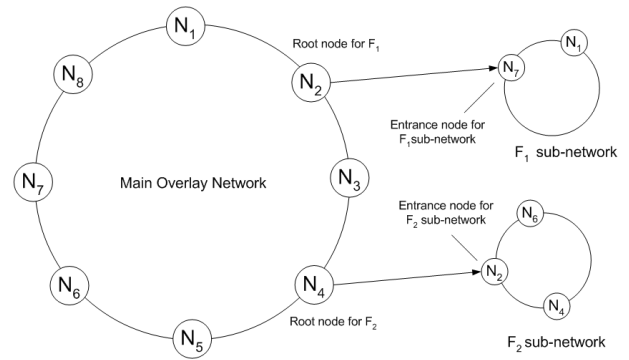 N1
Root node for F1
N2
N8
N7
Main Overlay Network
N3
N6
N4
Root node for F2
N5
N1
N7
Entrance node for
F1 sub-network
F1 sub-network
Entrance node for
F2 sub-network
N6
N2
N4
F2 sub-network